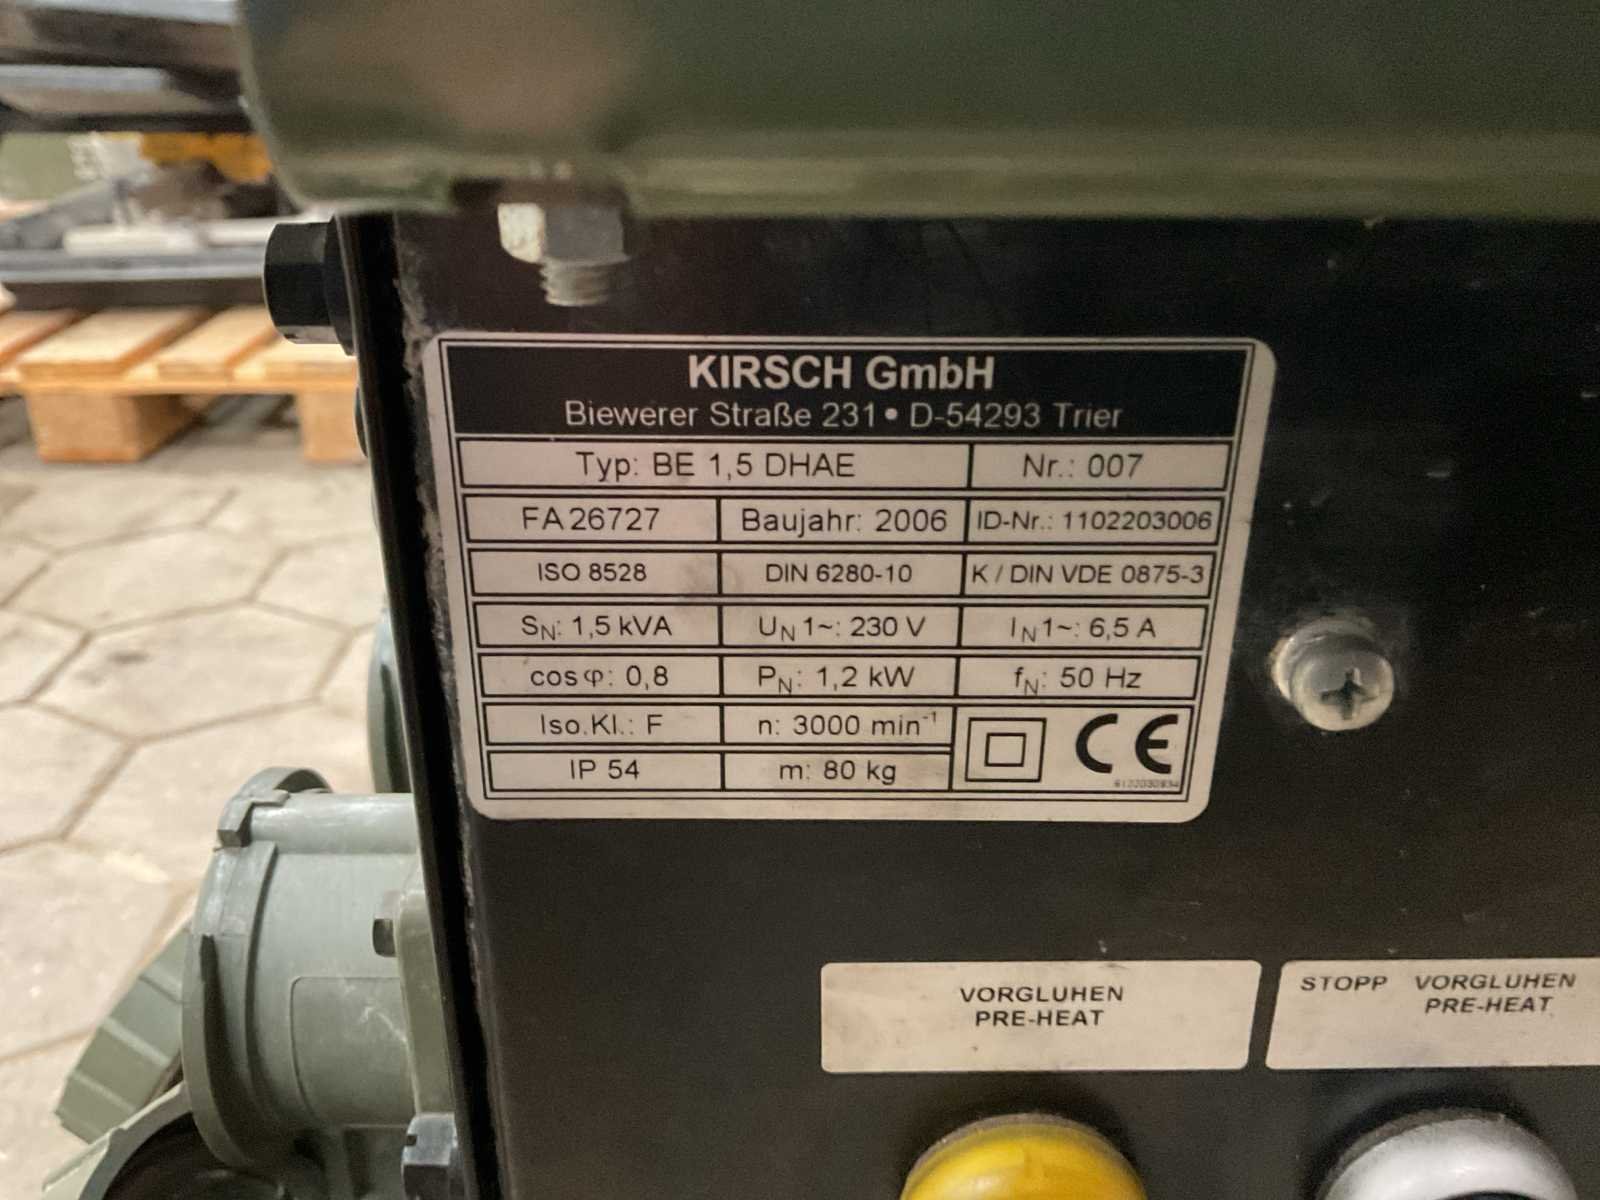 KIRSCH GmbH
Biewerer Straße 231 • D-54293 Trier
Typ: BE 1,5 DHAE Nr.: 007
FA 26727 Baujahr: 2006 ID-Nr.: 1102203006
ISO 8528 DIN 6280-10 K / DIN VDE 0875-3
SN: 1,5 kVA UN 1~: 230 V IN 1~: 6,5 A
cos φ: 0,8 PN: 1,2 kW fN: 50 Hz
Iso.Kl.: F n: 3000 min⁻¹
IP 54 m: 80 kg CE
VORGLUHEN
PRE-HEAT
STOPP VORGLUHEN
PRE-HEAT